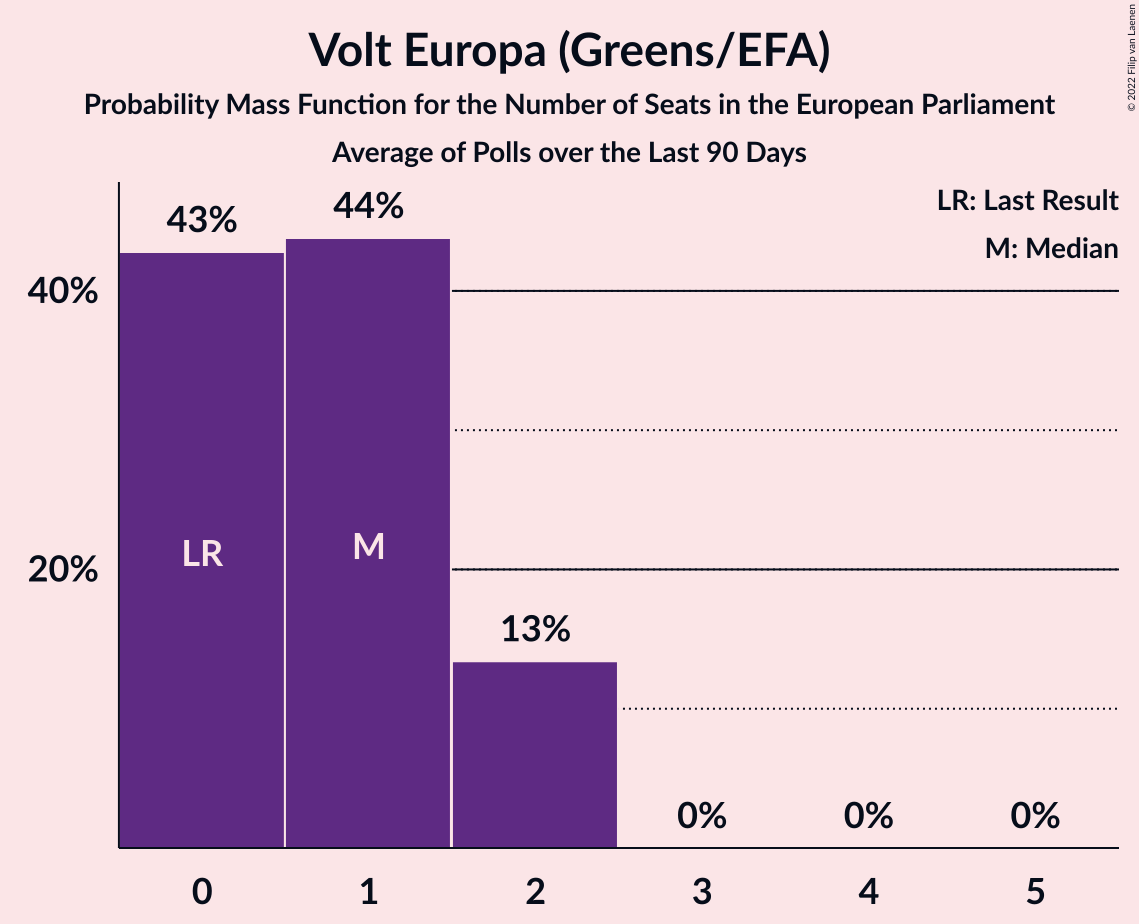 Volt Europa (Greens/EFA)
Probability Mass Function for the Number of Seats in the European Parliament
Average of Polls over the Last 90 Days
© 2022 Filip van Laenen
LR: Last Result
M: Median
43%
44%
40%
LR
M
20%
13%
0%
0%
0%
0
1
2
3
4
5